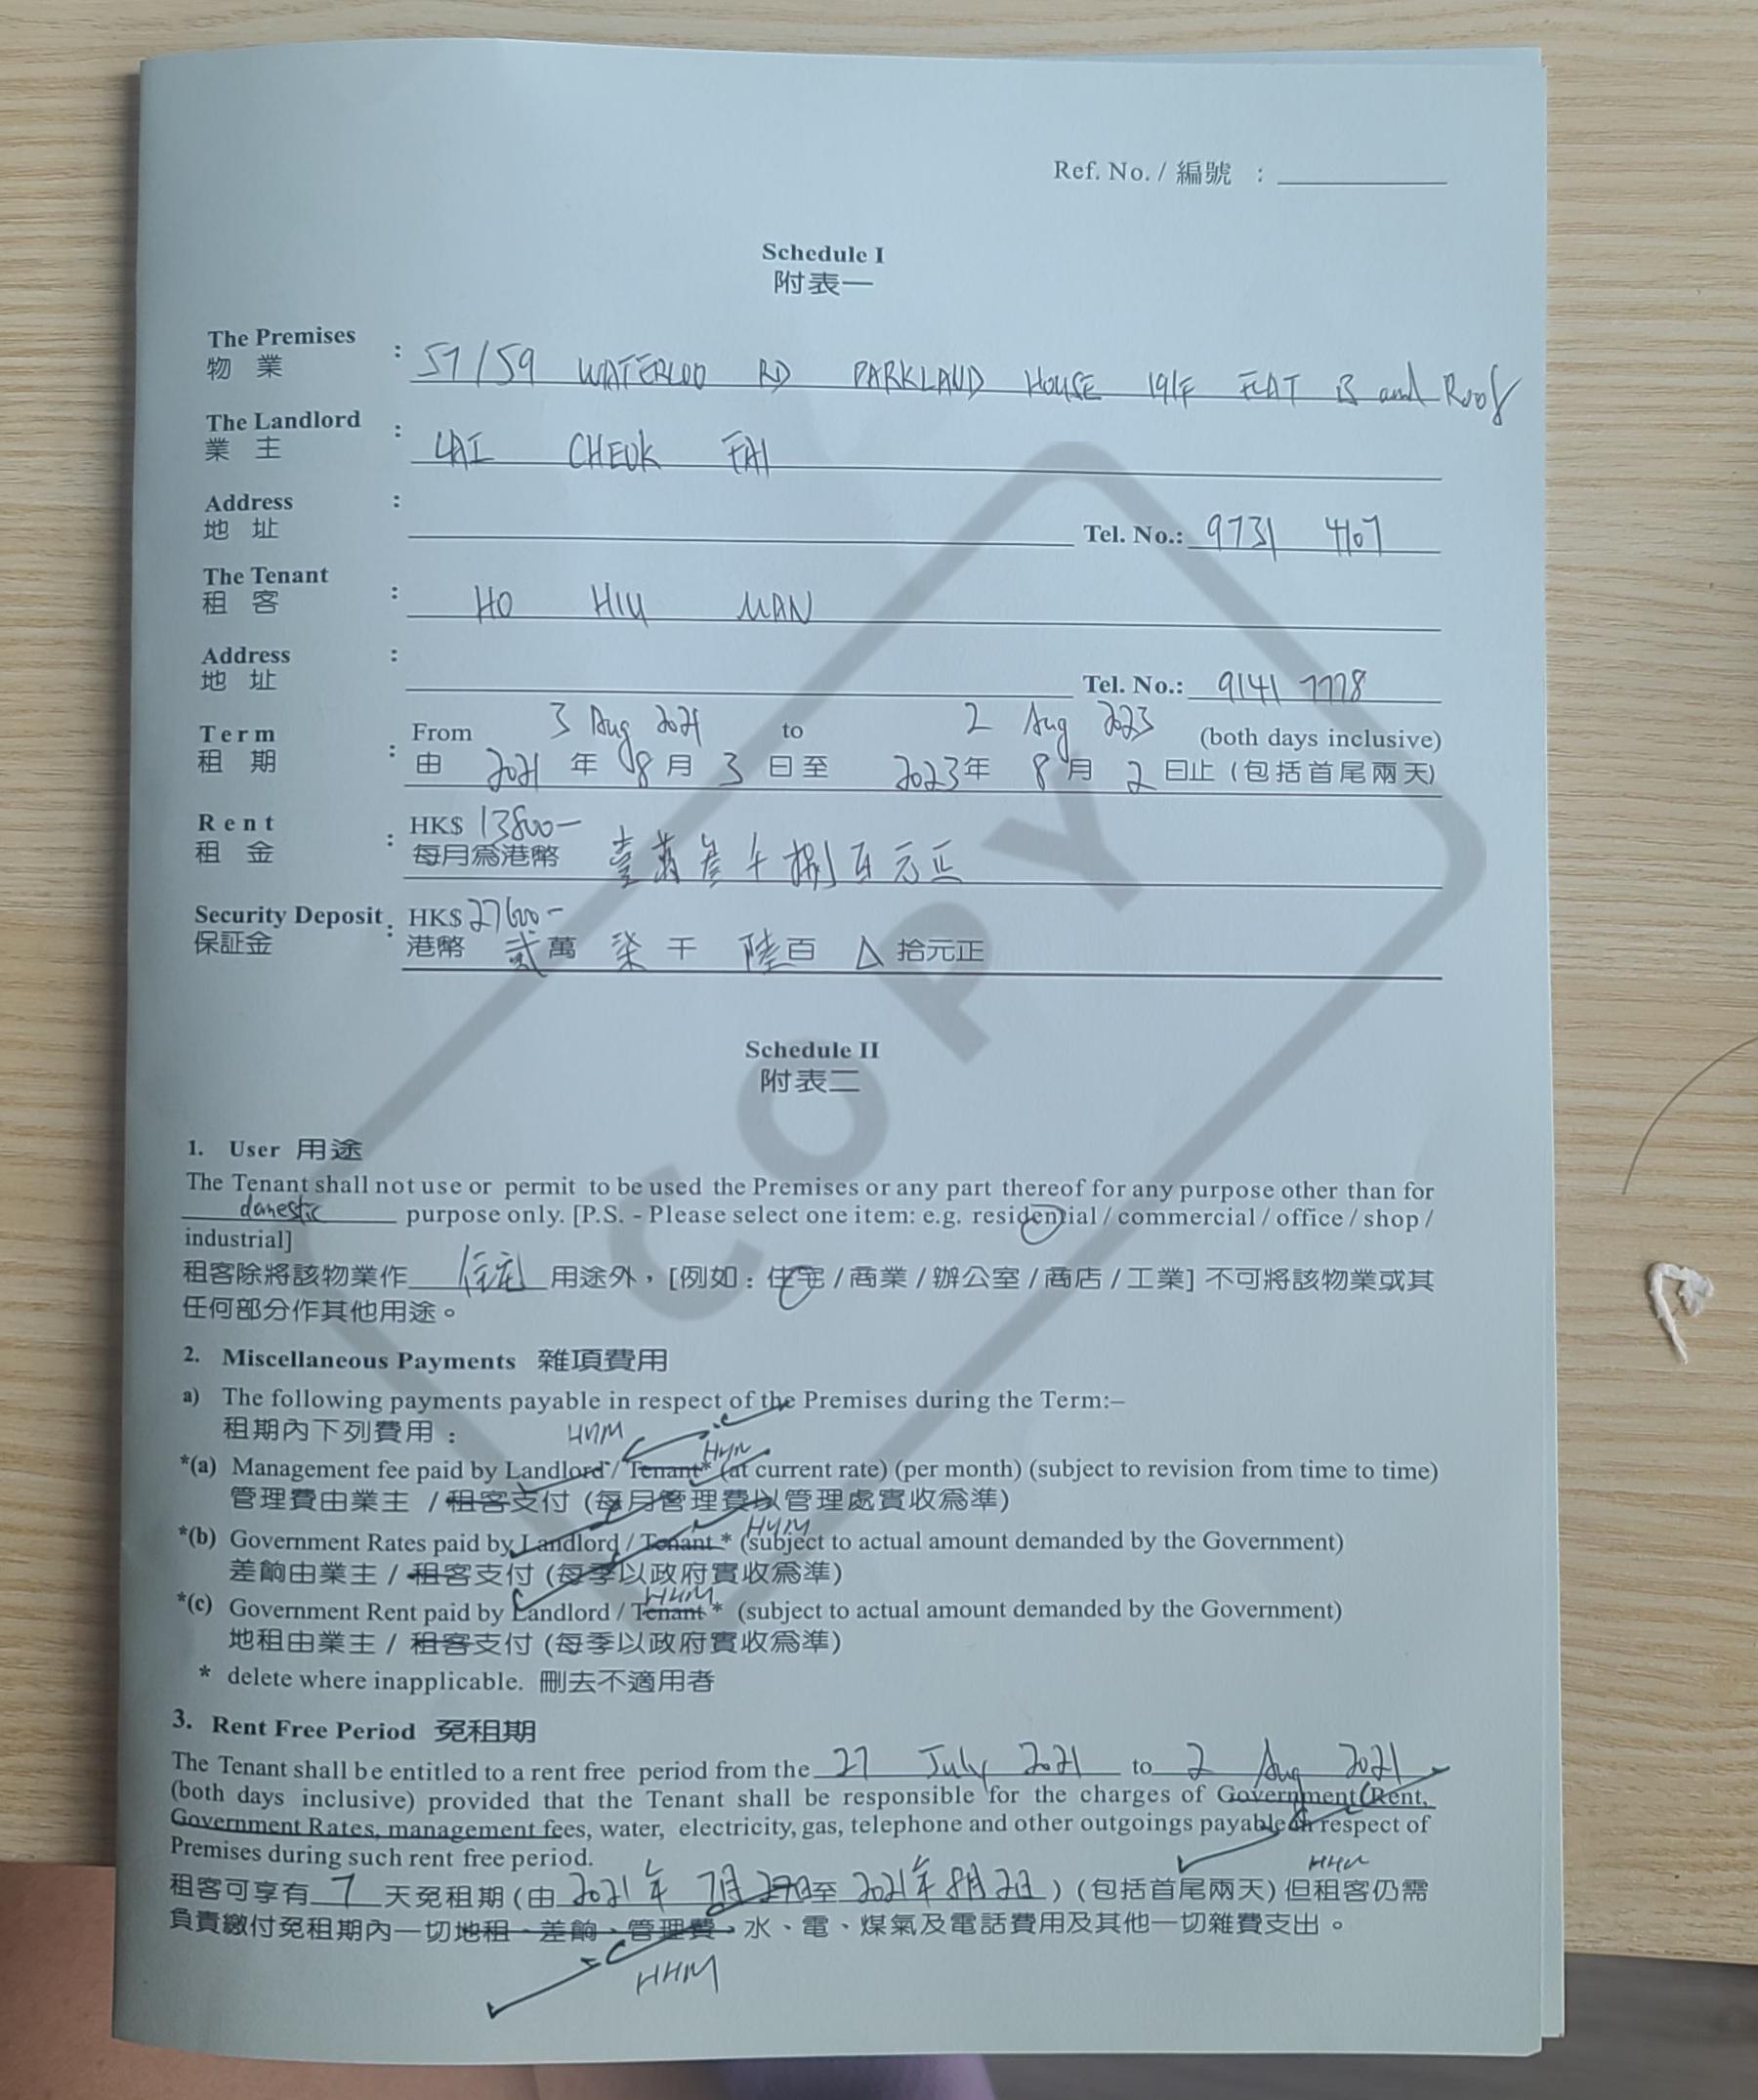 Ref. No. / 編號 :
Schedule I
附表一
The Premises : 57/59 WATERLOO RD PARKLAND HOUSE 19/F FLAT B and Roof
物 業
The Landlord : LAI CHEUK FAI
業 主
Address :
地 址 Tel. No.: 9731 4107
The Tenant
租 客 : HO HIU MAN
Address :
地 址 Tel. No.: 9141 7778
Term From 3 Aug 2021 to 2 Aug 2023 (both days inclusive)
租 期 : 由 2021 年 8 月 3 日至 2023年 8 月 2 日止 (包括首尾兩天)
Rent : HK$ 13800-
租 金 每月為港幣 壹萬叁千捌百元正
Security Deposit : HK$ 27600-
保証金 港幣 貳萬 柒千 陸百 △ 拾元正
Schedule II
附表二
1. User 用途
The Tenant shall not use or permit to be used the Premises or any part thereof for any purpose other than for
domestic purpose only. [P.S. - Please select one item: e.g. residential / commercial / office / shop /
industrial]
租客除將該物業作 住宅 用途外，[例如 : 住宅 / 商業 / 辦公室 / 商店 / 工業] 不可將該物業或其
任何部分作其他用途。
2. Miscellaneous Payments 雜項費用
a) The following payments payable in respect of the Premises during the Term:–
租期內下列費用 :
HHM
HHM
*(a) Management fee paid by Landlord / Tenant* (at current rate) (per month) (subject to revision from time to time)
管理費由業主 / 租客支付 (每月管理費以管理處實收為準)
HHM
*(b) Government Rates paid by Landlord / Tenant * (subject to actual amount demanded by the Government)
差餉由業主 / 租客支付 (每季以政府實收為準)
HHM
*(c) Government Rent paid by Landlord / Tenant * (subject to actual amount demanded by the Government)
地租由業主 / 租客支付 (每季以政府實收為準)
* delete where inapplicable. 刪去不適用者
3. Rent Free Period 免租期
The Tenant shall be entitled to a rent free period from the 27 July 2021 to 2 Aug 2021
(both days inclusive) provided that the Tenant shall be responsible for the charges of Government Rent,
Government Rates, management fees, water, electricity, gas, telephone and other outgoings payable in respect of
Premises during such rent free period.
HHM
租客可享有 7 天免租期 (由 2021年 7月27日至 2021年8月2日 ) (包括首尾兩天) 但租客仍需
負責繳付免租期內一切地租、差餉、管理費、水、電、煤氣及電話費用及其他一切雜費支出。
HHM
COPY